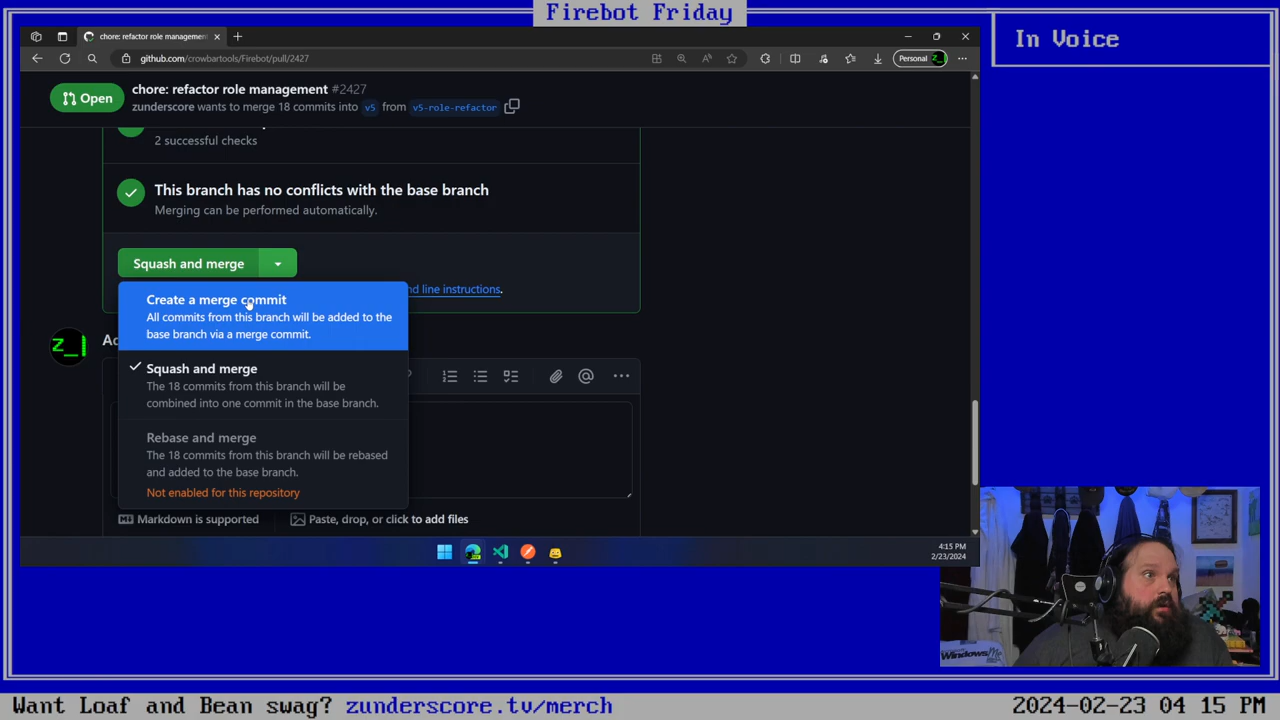 Firebot Friday
In Voice
chore: refactor role management
github.com/crowbartools/Firebot/pull/2427
Personal
Open
chore: refactor role management #2427
zunderscore wants to merge 18 commits into v5 from v5-role-refactor
2 successful checks
This branch has no conflicts with the base branch
Merging can be performed automatically.
Squash and merge
nd line instructions.
Create a merge commit
All commits from this branch will be added to the
base branch via a merge commit.
z_
Squash and merge
The 18 commits from this branch will be
combined into one commit in the base branch.
Rebase and merge
The 18 commits from this branch will be rebased
and added to the base branch.
Not enabled for this repository
Markdown is supported
Paste, drop, or click to add files
4:15 PM
2/23/2024
Windows
Want Loaf and Bean swag? zunderscore.tv/merch
2024-02-23 04 15 PM